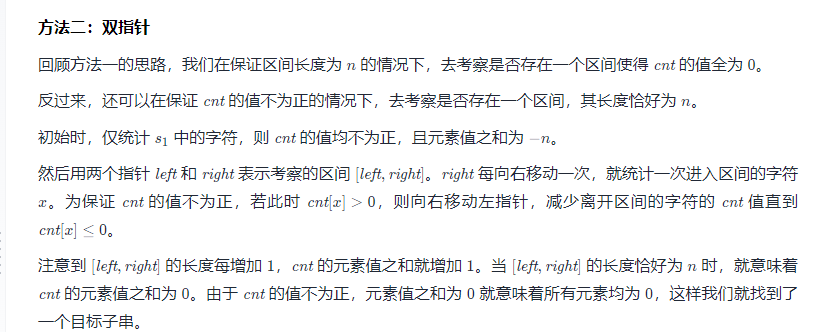 方法二：双指针
回顾方法一的思路，我们在保证区间长度为 n 的情况下，去考察是否存在一个区间使得 cnt 的值全为 0。
反过来，还可以在保证 cnt 的值不为正的情况下，去考察是否存在一个区间，其长度恰好为 n。
初始时，仅统计 s₁ 中的字符，则 cnt 的值均不为正，且元素值之和为 −n。
然后用两个指针 left 和 right 表示考察的区间 [left, right]。right 每向右移动一次，就统计一次进入区间的字符
x。为保证 cnt 的值不为正，若此时 cnt[x] > 0，则向右移动左指针，减少离开区间的字符的 cnt 值直到
cnt[x] ≤ 0。
注意到 [left, right] 的长度每增加 1，cnt 的元素值之和就增加 1。当 [left, right] 的长度恰好为 n 时，就意味着
cnt 的元素值之和为 0。由于 cnt 的值不为正，元素值之和为 0 就意味着所有元素均为 0，这样我们就找到了
一个目标子串。